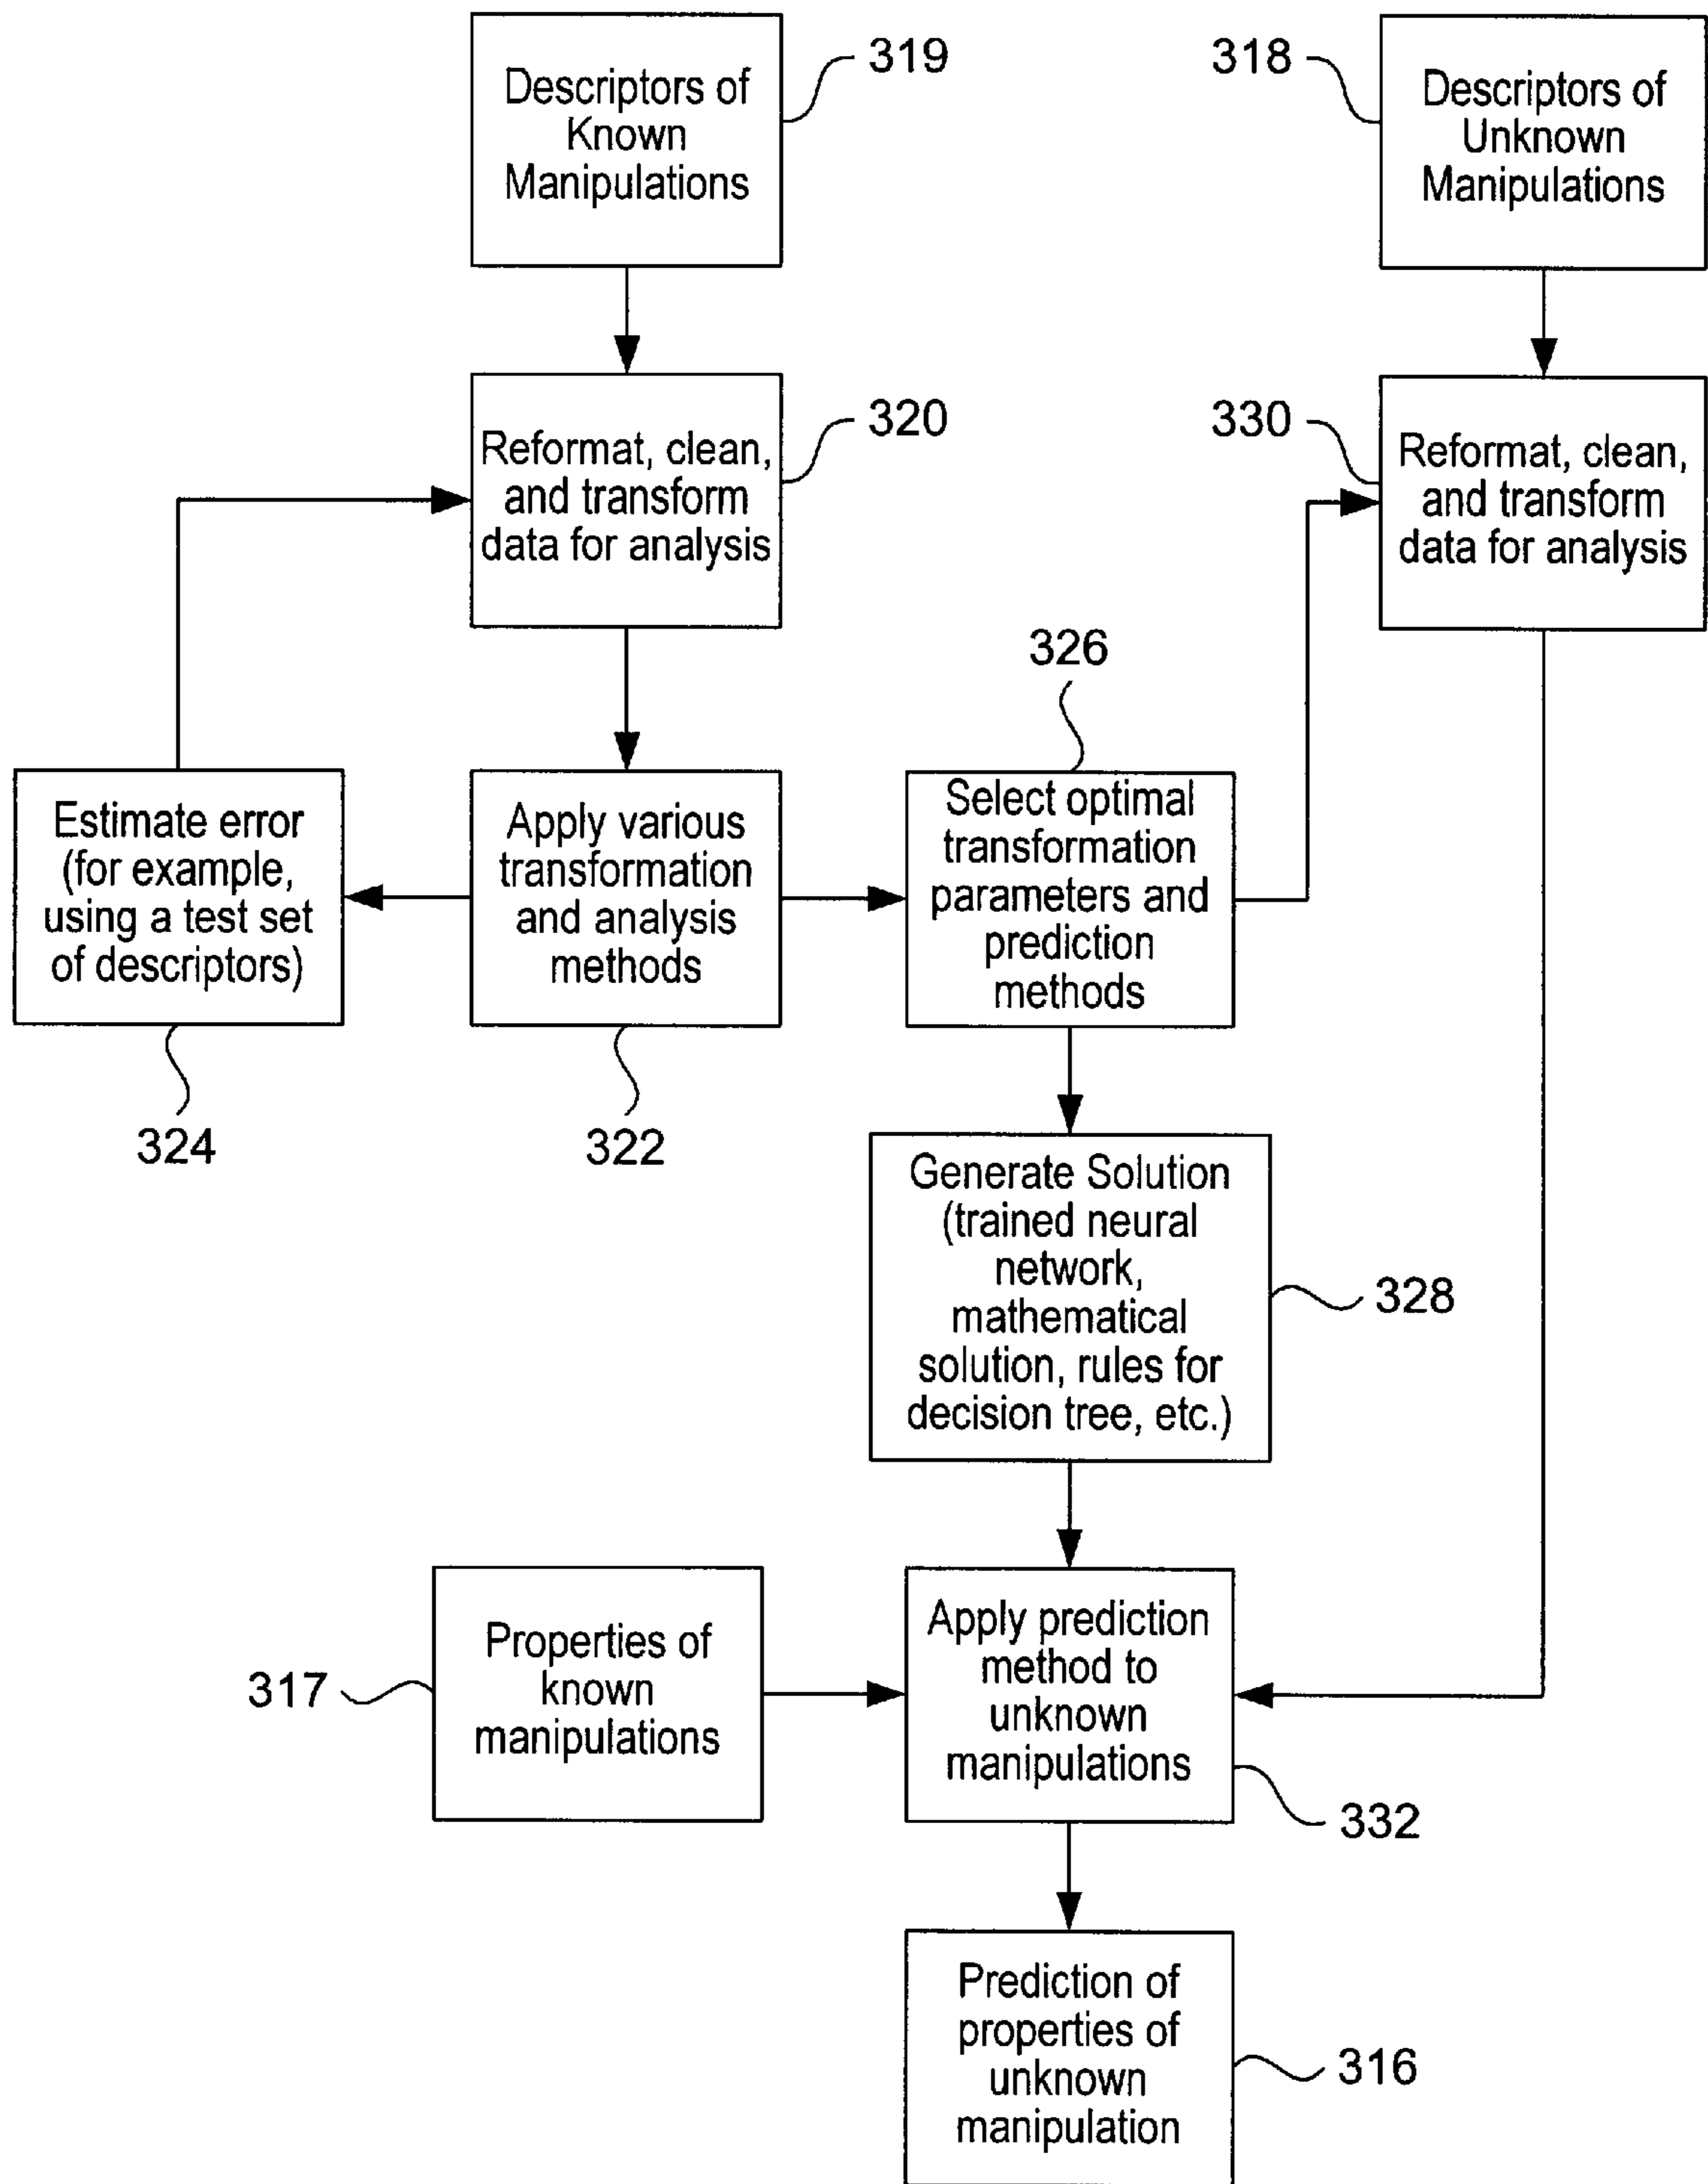 Descriptors of
Known
Manipulations
319
318
Descriptors of
Unknown
Manipulations
Reformat, clean,
and transform
data for analysis
320
330
Reformat, clean,
and transform
data for analysis
326
Estimate error
(for example,
using a test set
of descriptors)
324
Apply various
transformation
and analysis
methods
322
Select optimal
transformation
parameters and
prediction
methods
Generate Solution
(trained neural
network,
mathematical
solution, rules for
decision tree, etc.)
328
317
Properties of
known
manipulations
Apply prediction
method to
unknown
manipulations
332
Prediction of
properties of
unknown
manipulation
316